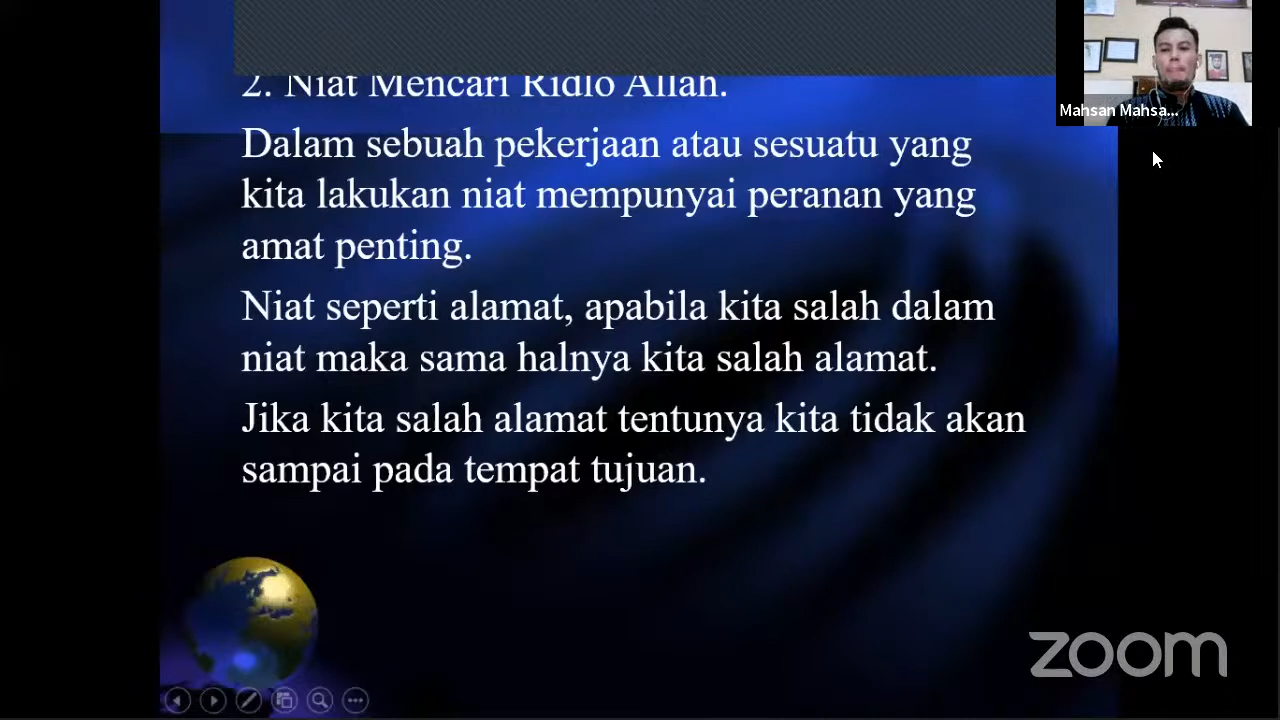 Mahsan Mahsa...
2. Niat Mencari Ridlo Allah.
Dalam sebuah pekerjaan atau sesuatu yang
kita lakukan niat mempunyai peranan yang
amat penting.
Niat seperti alamat, apabila kita salah dalam
niat maka sama halnya kita salah alamat.
Jika kita salah alamat tentunya kita tidak akan
sampai pada tempat tujuan.
zoom